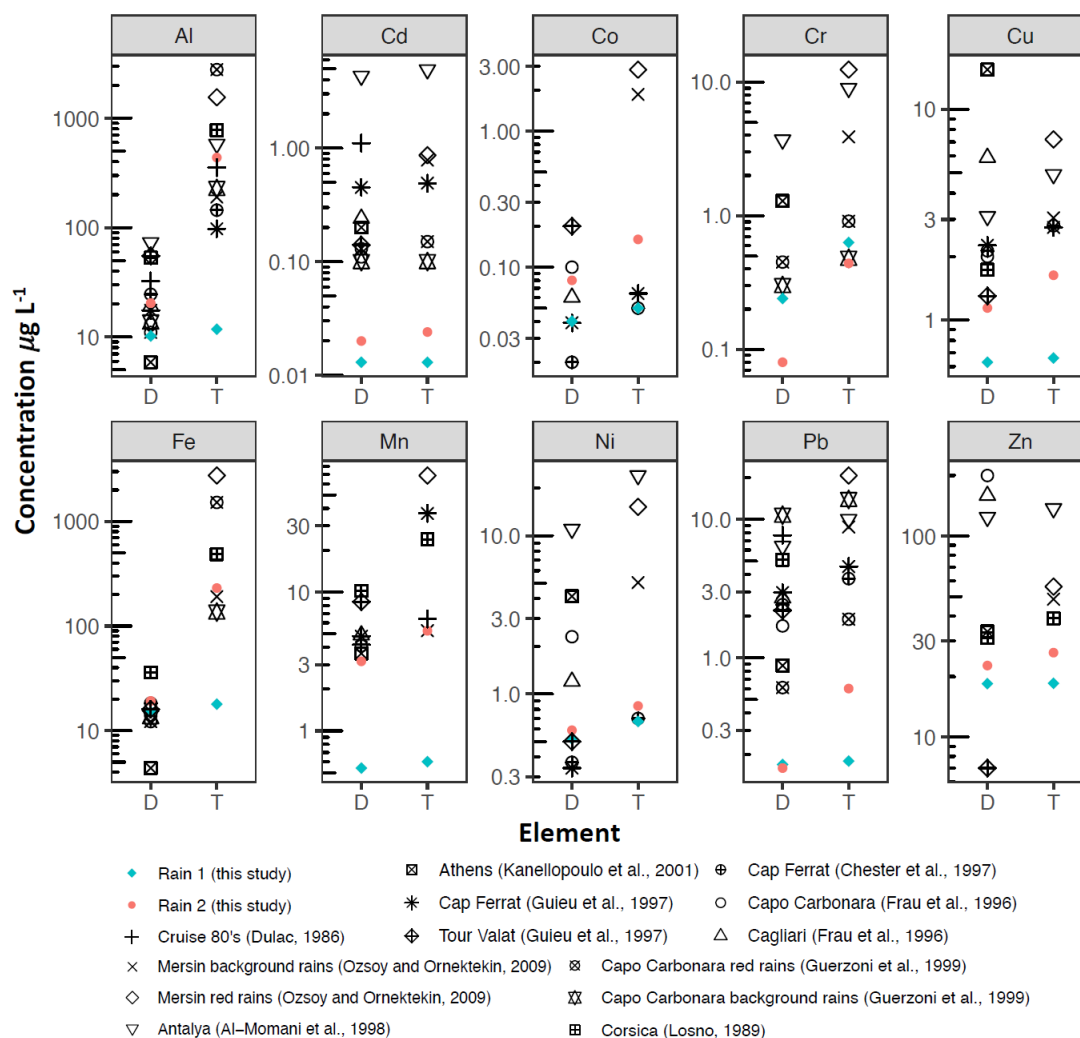 Al Cd Co Cr Cu
1000
100
10
1.00
0.10
0.01
3.00
1.00
0.30
0.10
0.03
10.0
1.0
0.1
10
3
1
D T D T D T D T D T
Concentration µg L-1
Fe Mn Ni Pb Zn
1000
100
10
30
10
3
1
10.0
3.0
1.0
0.3
10.0
3.0
1.0
0.3
100
30
10
D T D T D T D T D T
Element
Rain 1 (this study)
Rain 2 (this study)
Cruise 80's (Dulac, 1986)
Mersin background rains (Ozsoy and Ornektekin, 2009)
Mersin red rains (Ozsoy and Ornektekin, 2009)
Antalya (Al–Momani et al., 1998)
Athens (Kanellopoulo et al., 2001)
Cap Ferrat (Guieu et al., 1997)
Tour Valat (Guieu et al., 1997)
Cap Ferrat (Chester et al., 1997)
Capo Carbonara (Frau et al., 1996)
Cagliari (Frau et al., 1996)
Capo Carbonara red rains (Guerzoni et al., 1999)
Capo Carbonara background rains (Guerzoni et al., 1999)
Corsica (Losno, 1989)